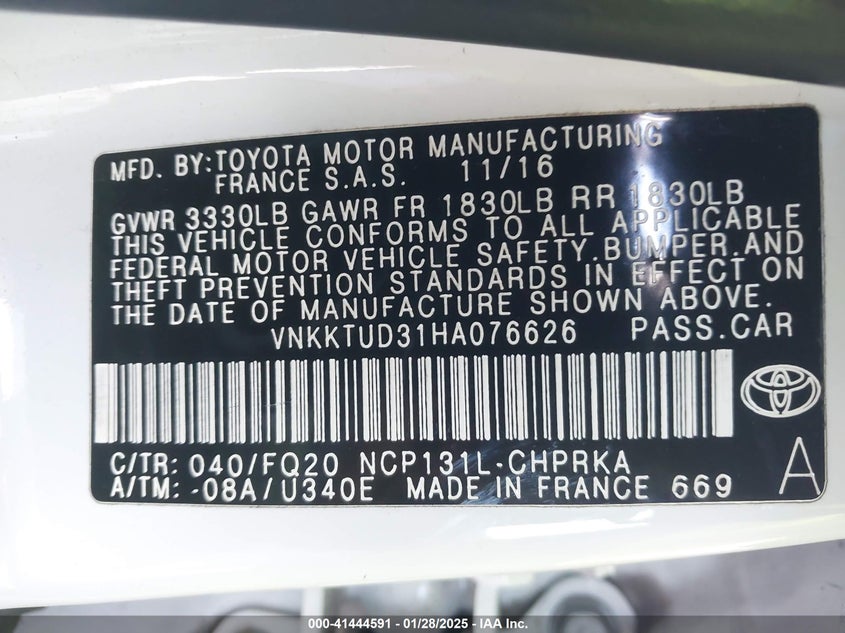 MFD. BY:TOYOTA MOTOR MANUFACTURING
FRANCE S.A.S. 11/16
GVWR 3330LB GAWR FR 1830LB RR 1830LB
THIS VEHICLE CONFORMS TO ALL APPLICABLE
FEDERAL MOTOR VEHICLE SAFETY.BUMPER.AND
THEFT PREVENTION STANDARDS IN EFFECT ON
THE DATE OF MANUFACTURE SHOWN ABOVE.
VNKKTUD31HA076626 PASS.CAR
C/TR: 040/FQ20 NCP131L-CHPRKA
A/TM: -08A/U340E MADE IN FRANCE 669
A
000-41444591 | 01/28/2025 | IAA Inc.